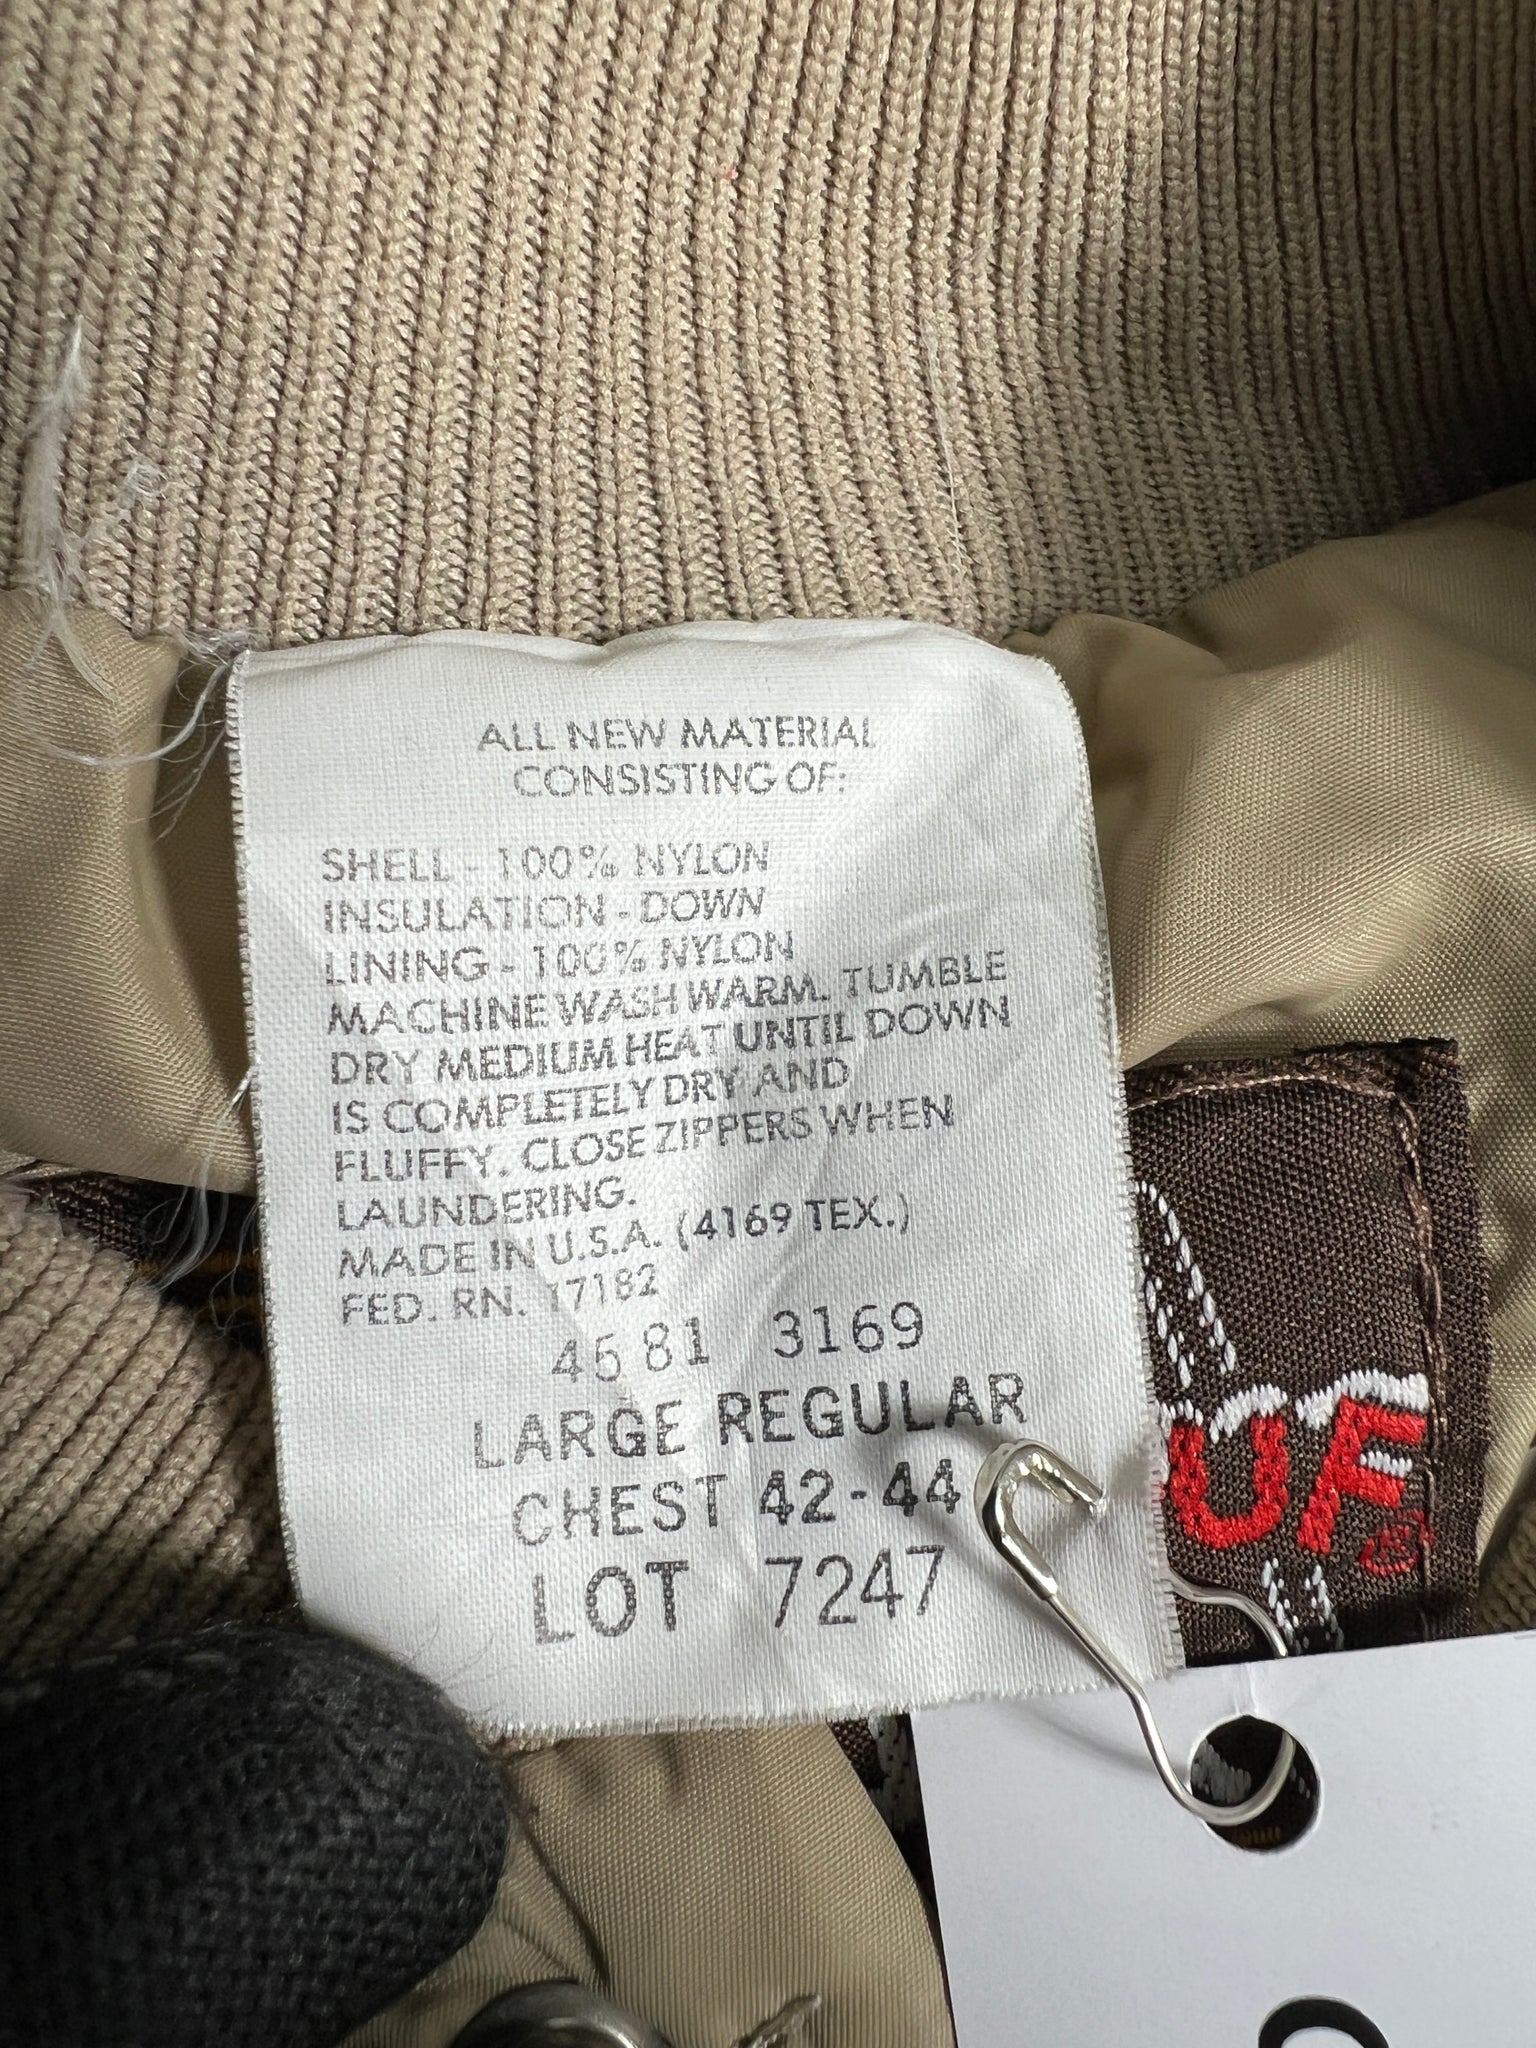 ALL NEW MATERIAL
CONSISTING OF:
SHELL - 100% NYLON
INSULATION - DOWN
LINING - 100% NYLON
MACHINE WASH WARM. TUMBLE
DRY MEDIUM HEAT UNTIL DOWN
IS COMPLETELY DRY AND
FLUFFY. CLOSE ZIPPERS WHEN
LAUNDERING.
MADE IN U.S.A. (4169 TEX.)
FED. RN. 17182
4581 3169
LARGE REGULAR
CHEST 42-44
LOT 7247
UF®